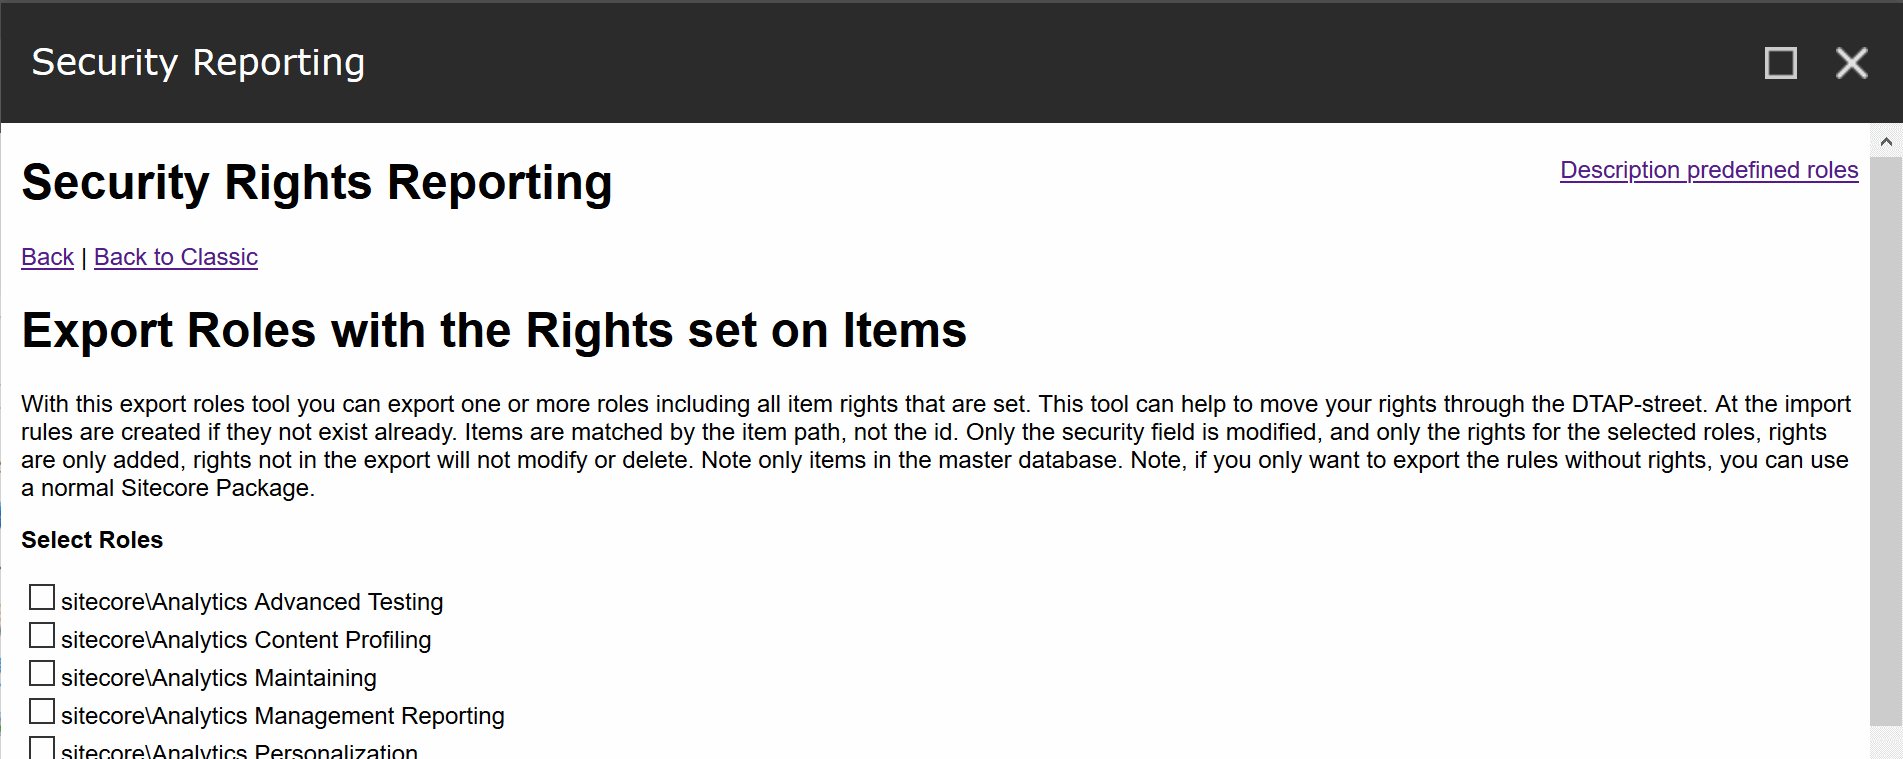 Security Reporting
Security Rights Reporting
Description predefined roles
Back | Back to Classic
Export Roles with the Rights set on Items
With this export roles tool you can export one or more roles including all item rights that are set. This tool can help to move your rights through the DTAP-street. At the import
rules are created if they not exist already. Items are matched by the item path, not the id. Only the security field is modified, and only the rights for the selected roles, rights
are only added, rights not in the export will not modify or delete. Note only items in the master database. Note, if you only want to export the rules without rights, you can use
a normal Sitecore Package.
Select Roles
sitecore\Analytics Advanced Testing
sitecore\Analytics Content Profiling
sitecore\Analytics Maintaining
sitecore\Analytics Management Reporting
sitecore\Analytics Personalization